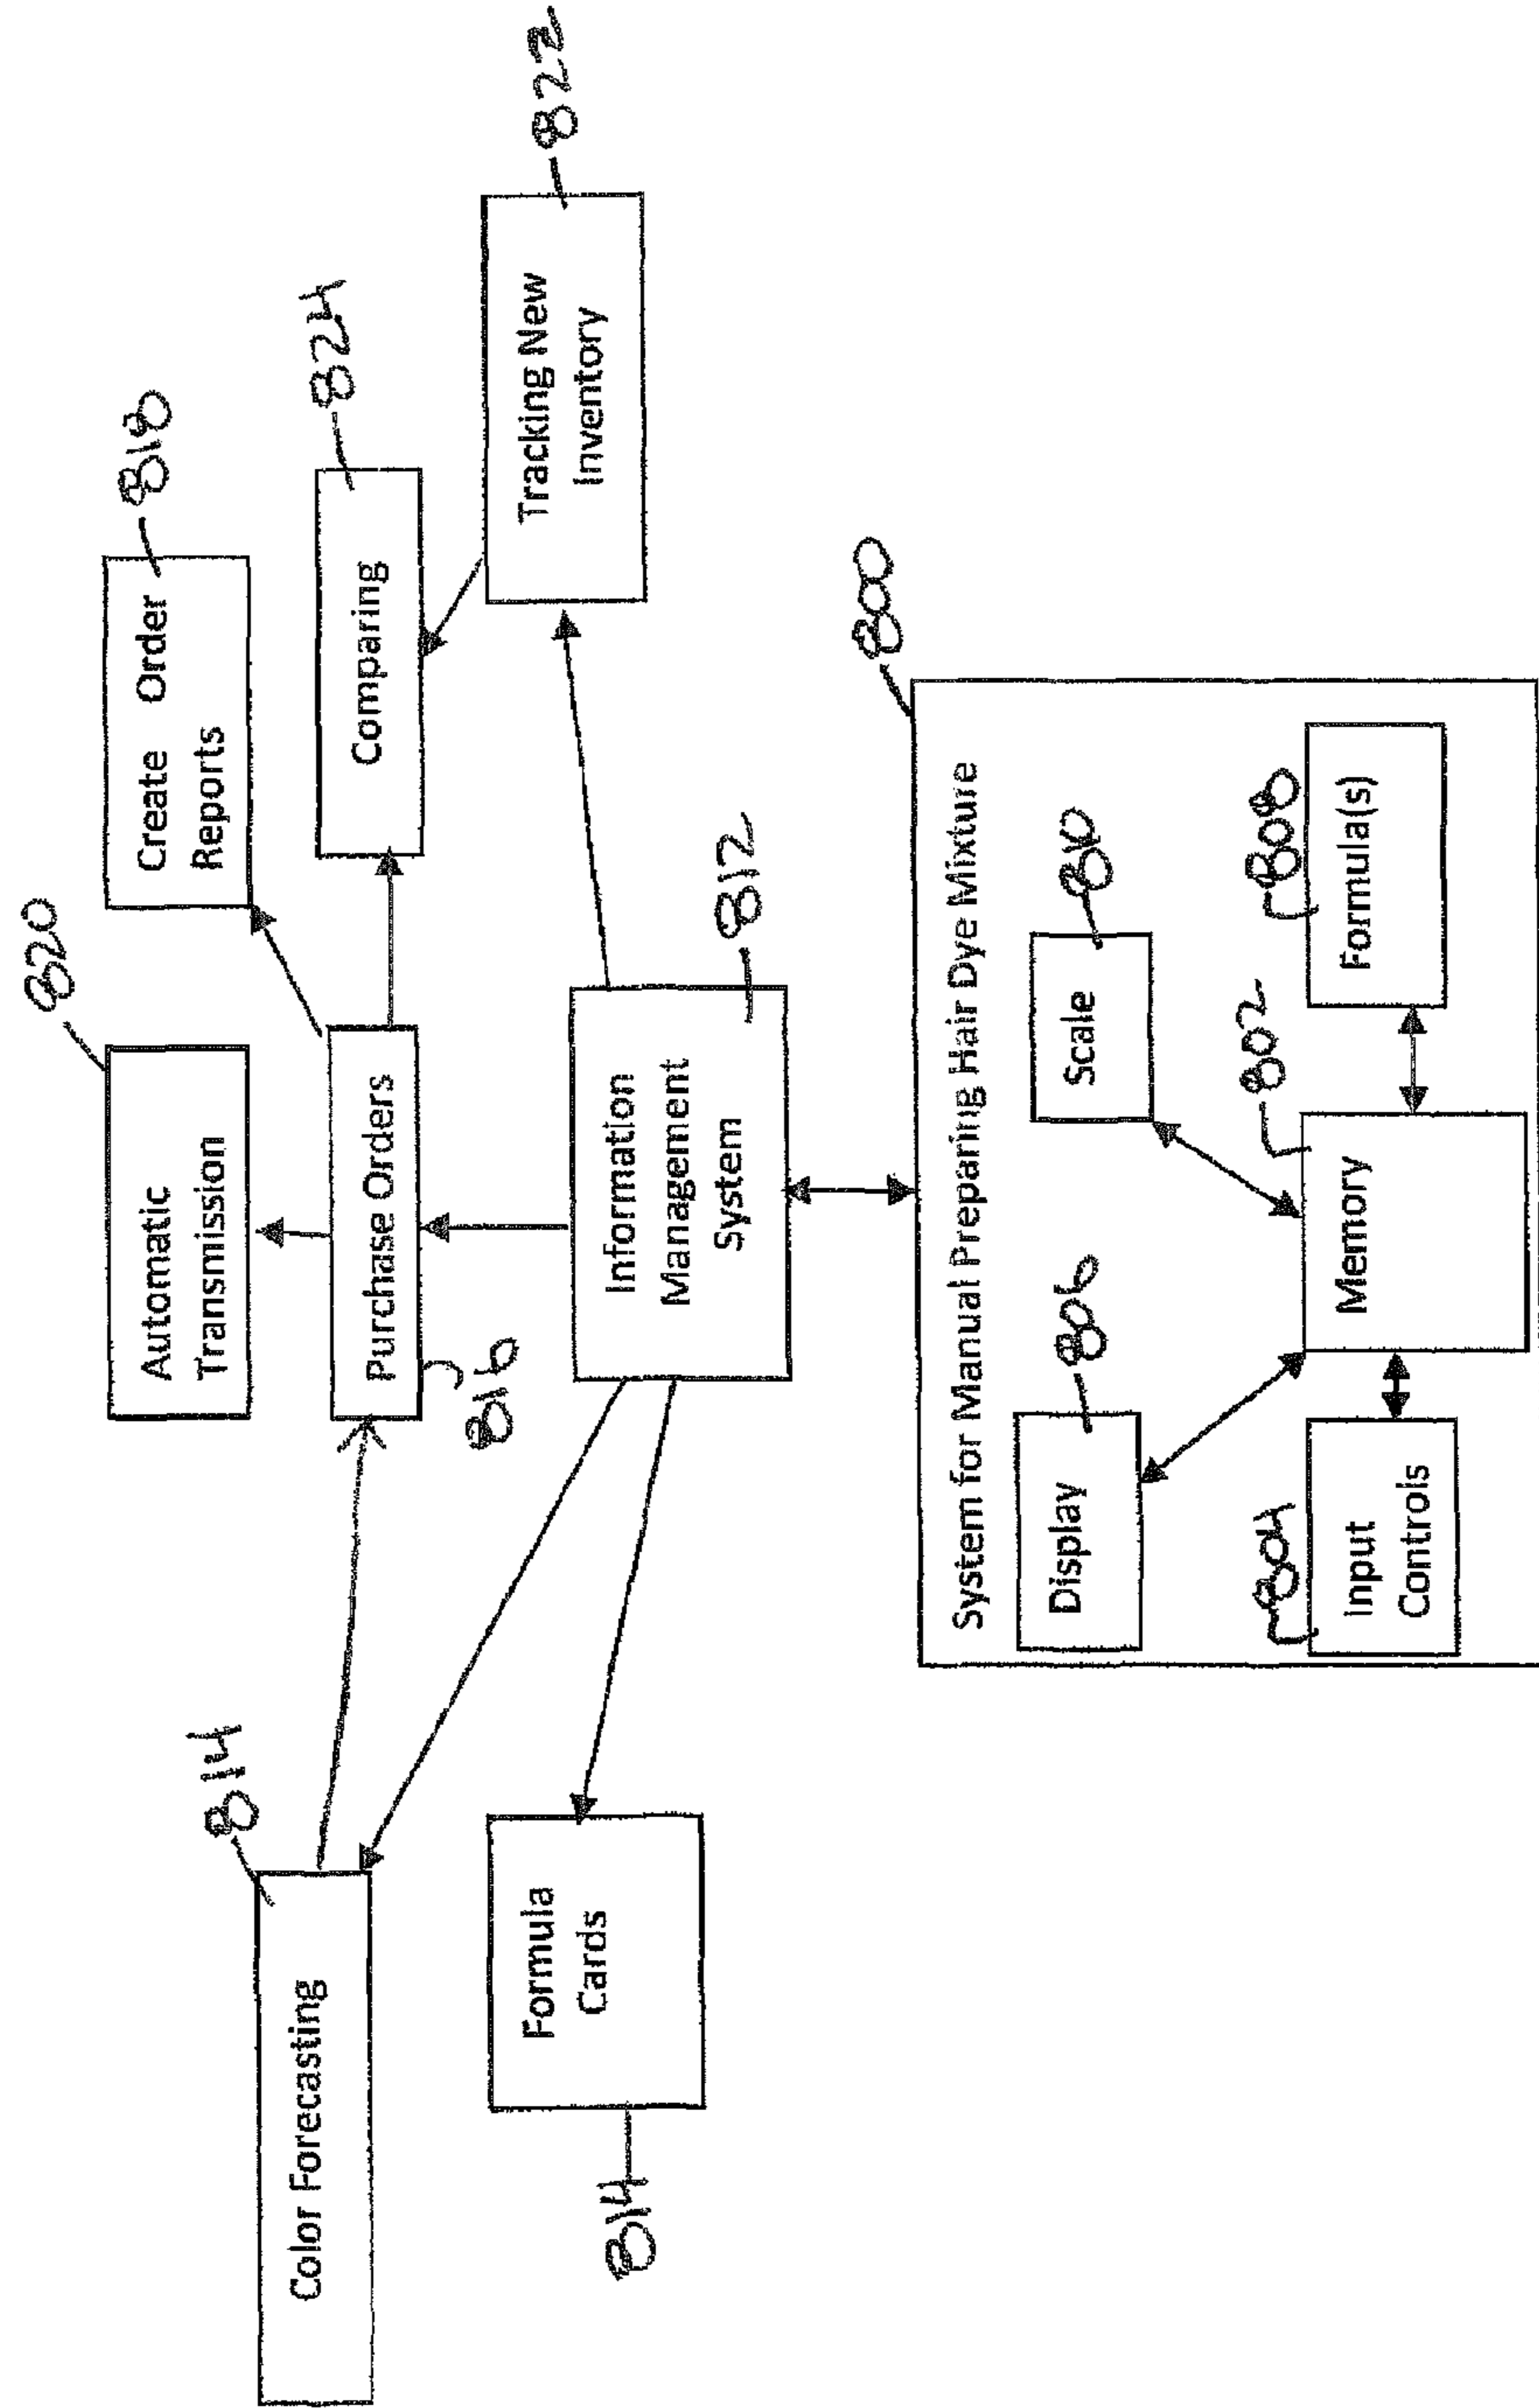 820
Automatic
Transmission
818
Create Order
Reports
814
Color Forecasting
Purchase Orders
816
824
Comparing
814
Formula
Cards
Information
Management
System
812
822
Tracking New
Inventory
800
System for Manual Preparing Hair Dye Mixture
806
Display
810
Scale
804
Input
Controls
802
Memory
808
Formula(s)